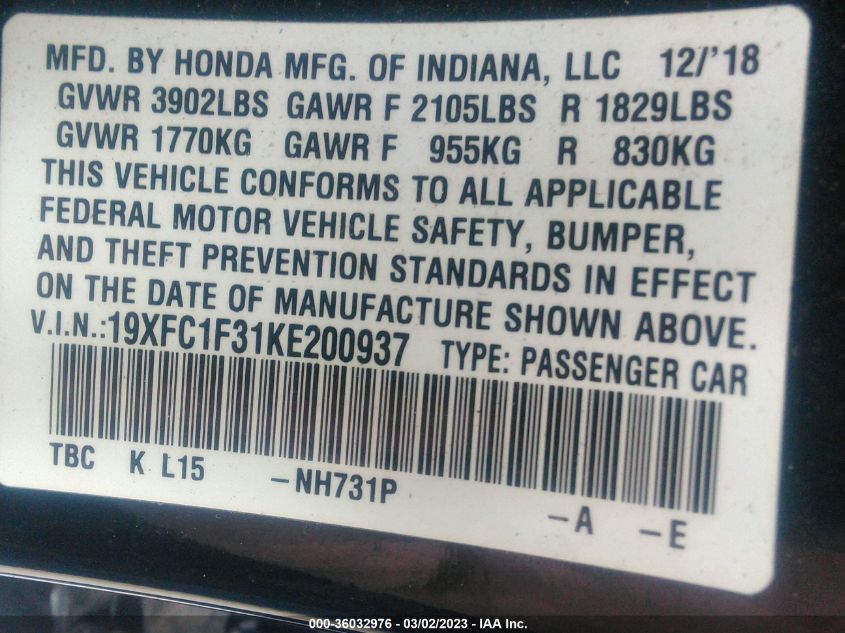 MFD. BY HONDA MFG. OF INDIANA, LLC 12/'18
GVWR 3902LBS GAWR F 2105LBS R 1829LBS
GVWR 1770KG GAWR F 955KG R 830KG
THIS VEHICLE CONFORMS TO ALL APPLICABLE
FEDERAL MOTOR VEHICLE SAFETY, BUMPER,
AND THEFT PREVENTION STANDARDS IN EFFECT
ON THE DATE OF MANUFACTURE SHOWN ABOVE.
V.I.N.:19XFC1F31KE200937 TYPE: PASSENGER CAR
TBC K L15 -NH731P -A -E
000-36032976 — 03/02/2023 — IAA Inc.